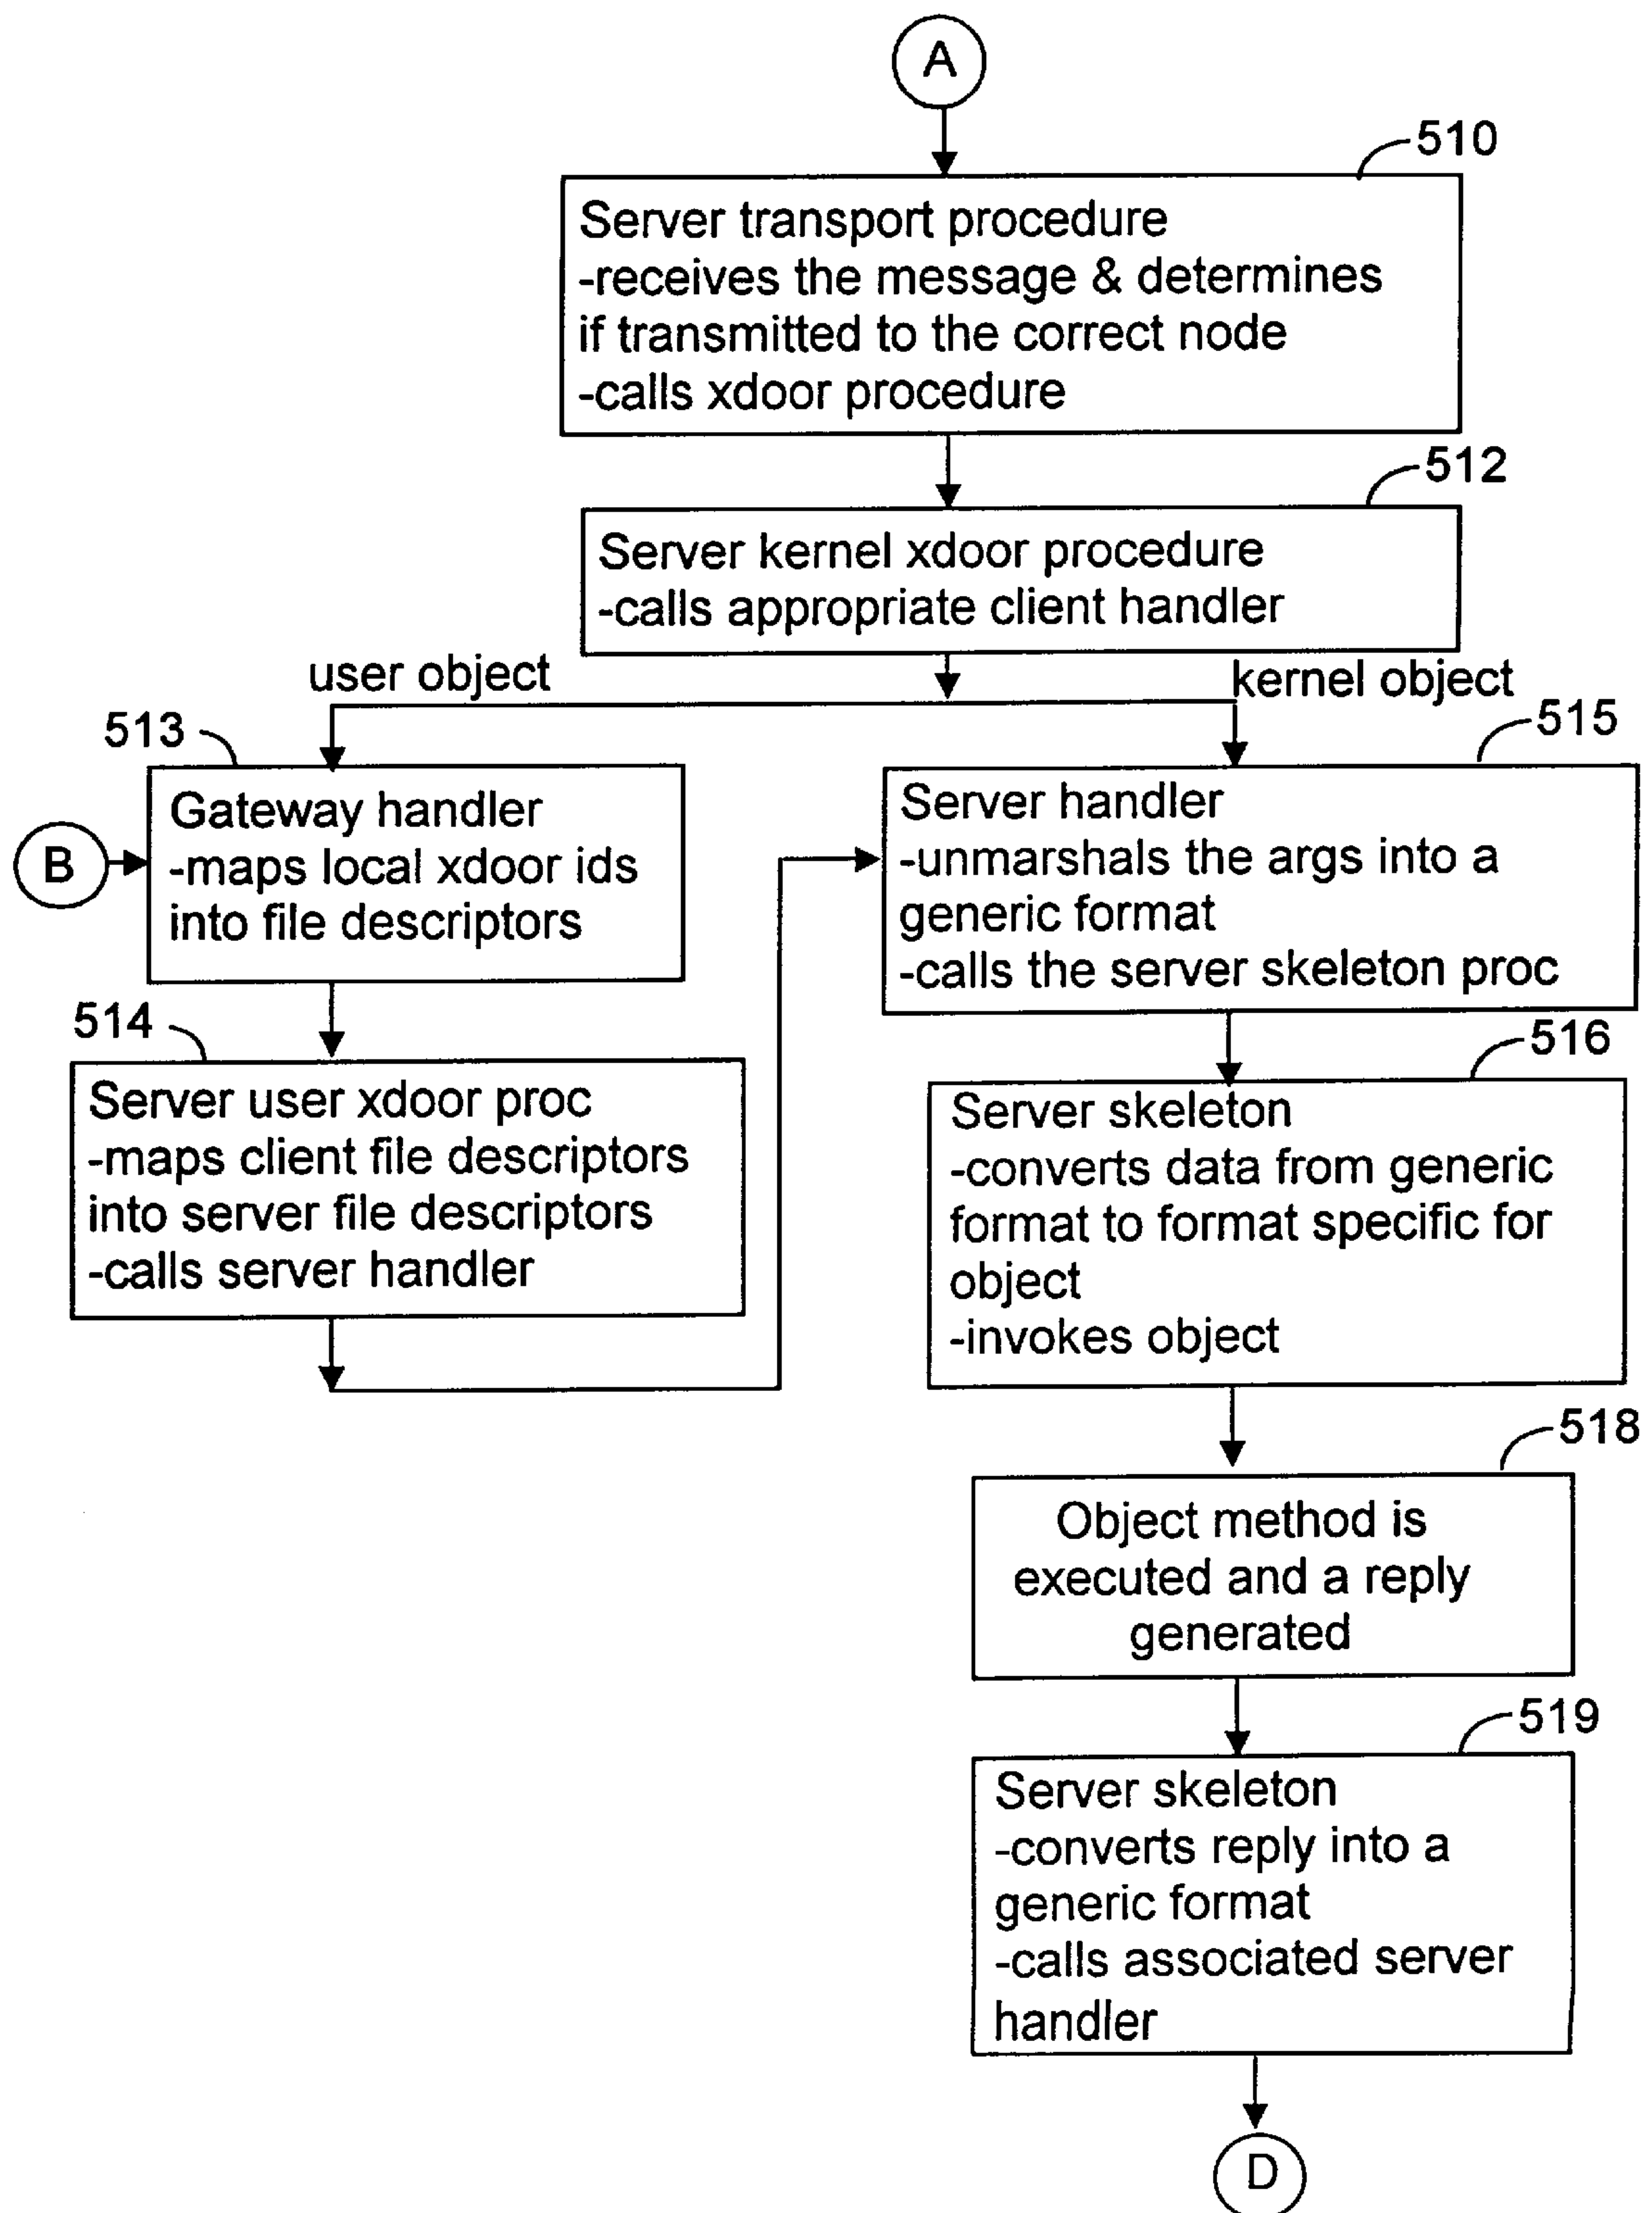 A
510
Server transport procedure
-receives the message & determines
if transmitted to the correct node
-calls xdoor procedure
512
Server kernel xdoor procedure
-calls appropriate client handler
user object
kernel object
513
Gateway handler
-maps local xdoor ids
into file descriptors
B
514
Server user xdoor proc
-maps client file descriptors
into server file descriptors
-calls server handler
515
Server handler
-unmarshals the args into a
generic format
-calls the server skeleton proc
516
Server skeleton
-converts data from generic
format to format specific for
object
-invokes object
518
Object method is
executed and a reply
generated
519
Server skeleton
-converts reply into a
generic format
-calls associated server
handler
D